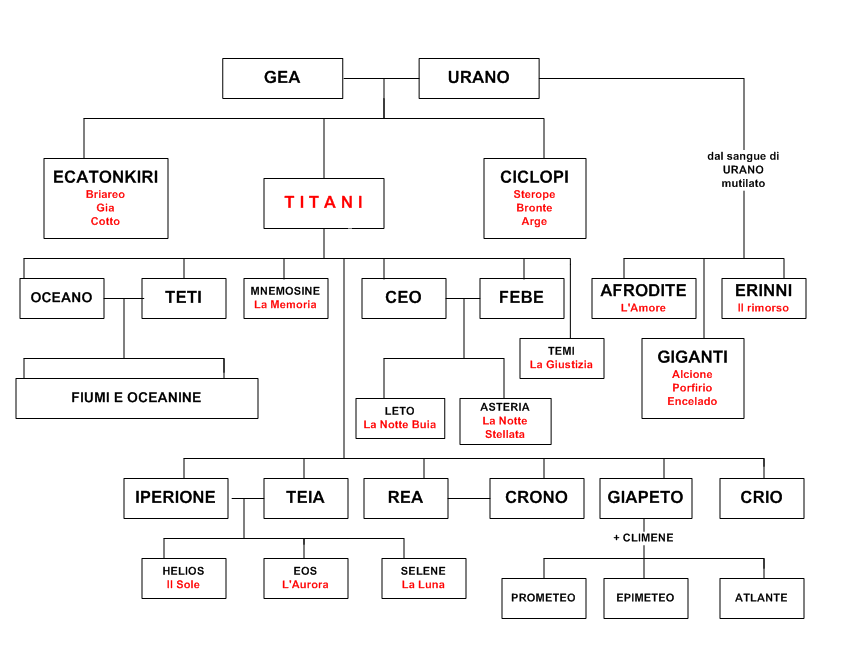 GEA
URANO
dal sangue di
URANO
mutilato
ECATONKIRI
Briareo
Gia
Cotto
T I T A N I
CICLOPI
Sterope
Bronte
Arge
OCEANO
TETI
MNEMOSINE
La Memoria
CEO
FEBE
AFRODITE
L'Amore
ERINNI
Il rimorso
TEMI
La Giustizia
GIGANTI
Alcione
Porfirio
Encelado
FIUMI E OCEANINE
LETO
La Notte Buia
ASTERIA
La Notte
Stellata
IPERIONE
TEIA
REA
CRONO
GIAPETO
CRIO
+ CLIMENE
HELIOS
Il Sole
EOS
L'Aurora
SELENE
La Luna
PROMETEO
EPIMETEO
ATLANTE